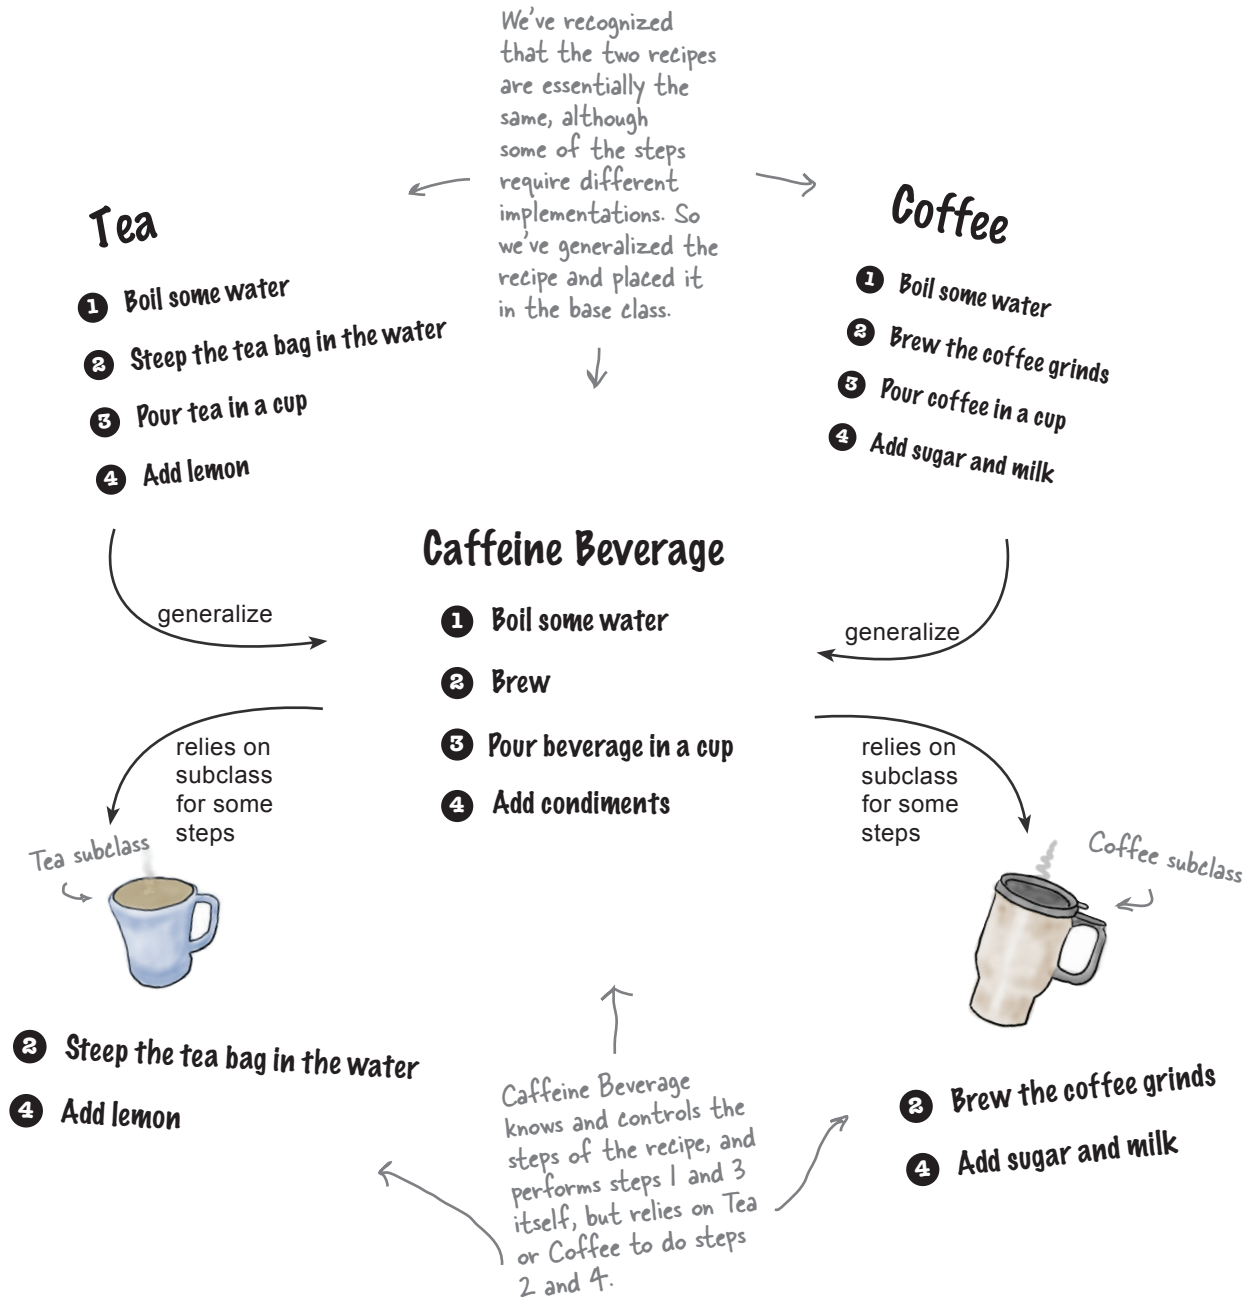 We've recognized
that the two recipes
are essentially the
same, although
some of the steps
require different
implementations. So
we've generalized the
recipe and placed it
in the base class.
Tea
1 Boil some water
2 Steep the tea bag in the water
3 Pour tea in a cup
4 Add lemon
Coffee
1 Boil some water
2 Brew the coffee grinds
3 Pour coffee in a cup
4 Add sugar and milk
Caffeine Beverage
1 Boil some water
2 Brew
3 Pour beverage in a cup
4 Add condiments
generalize
generalize
relies on
subclass
for some
steps
relies on
subclass
for some
steps
Tea subclass
Coffee subclass
2 Steep the tea bag in the water
4 Add lemon
Caffeine Beverage
knows and controls the
steps of the recipe, and
performs steps 1 and 3
itself, but relies on Tea
or Coffee to do steps
2 and 4.
2 Brew the coffee grinds
4 Add sugar and milk